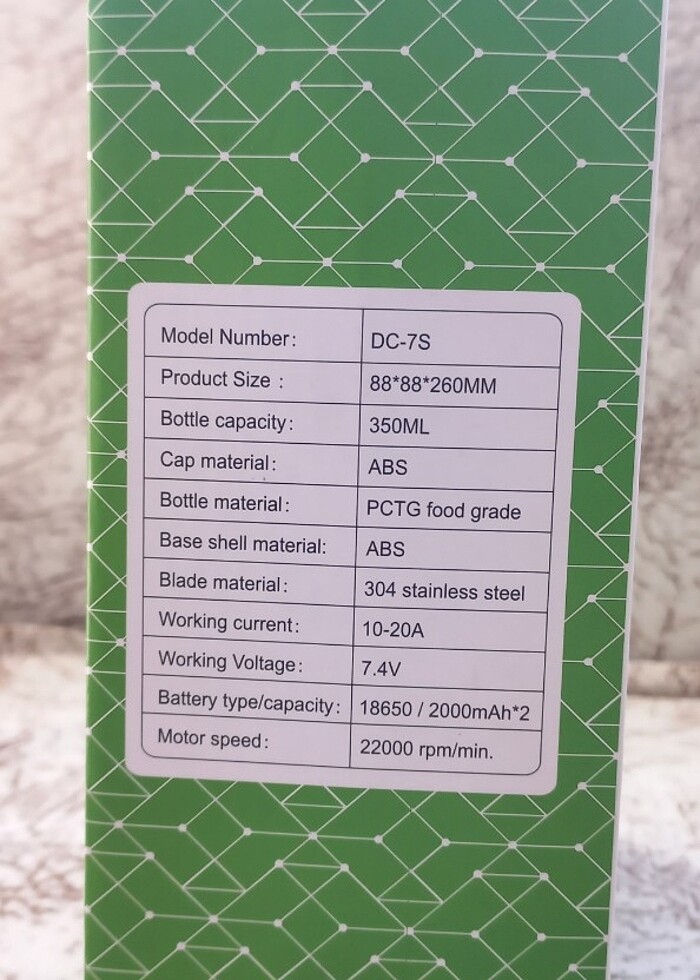 Model Number: DC-7S
Product Size : 88*88*260MM
Bottle capacity: 350ML
Cap material: ABS
Bottle material: PCTG food grade
Base shell material: ABS
Blade material: 304 stainless steel
Working current: 10-20A
Working Voltage: 7.4V
Battery type/capacity: 18650 / 2000mAh*2
Motor speed: 22000 rpm/min.